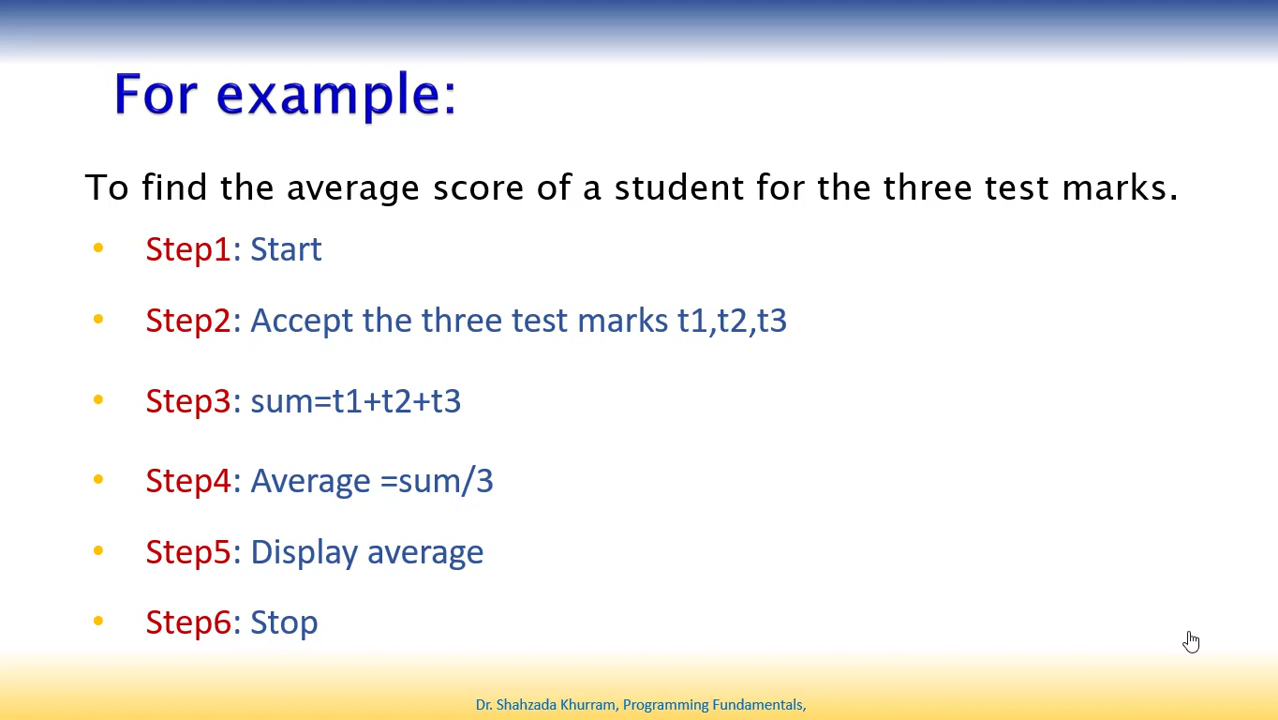 For example:
To find the average score of a student for the three test marks.
• Step1: Start
• Step2: Accept the three test marks t1,t2,t3
• Step3: sum=t1+t2+t3
• Step4: Average =sum/3
• Step5: Display average
• Step6: Stop
Dr. Shahzada Khurram, Programming Fundamentals,